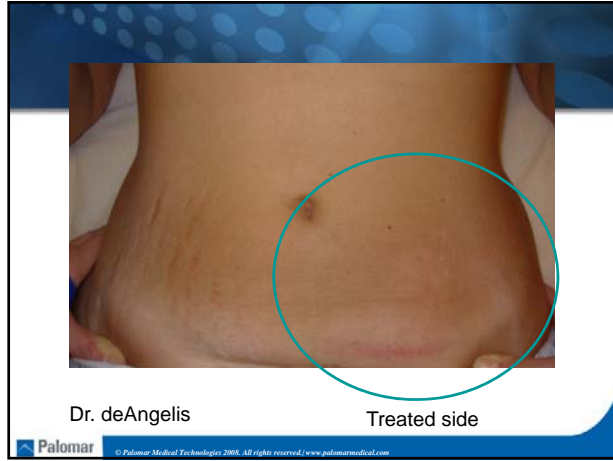 Dr. deAngelis
Treated side
Palomar
© Palomar Medical Technologies 2008. All rights reserved./www.palomarmedical.com